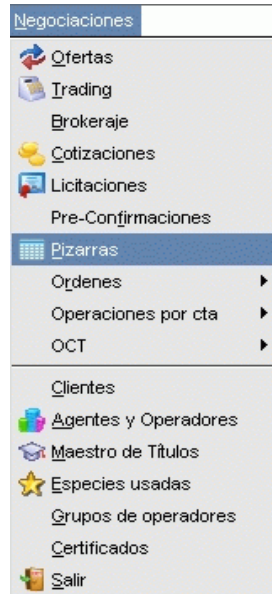 Negociaciones
Ofertas
Trading
Brokeraje
Cotizaciones
Licitaciones
Pre-Confirmaciones
Pizarras
Ordenes
Operaciones por cta
OCT
Clientes
Agentes y Operadores
Maestro de Títulos
Especies usadas
Grupos de operadores
Certificados
Salir